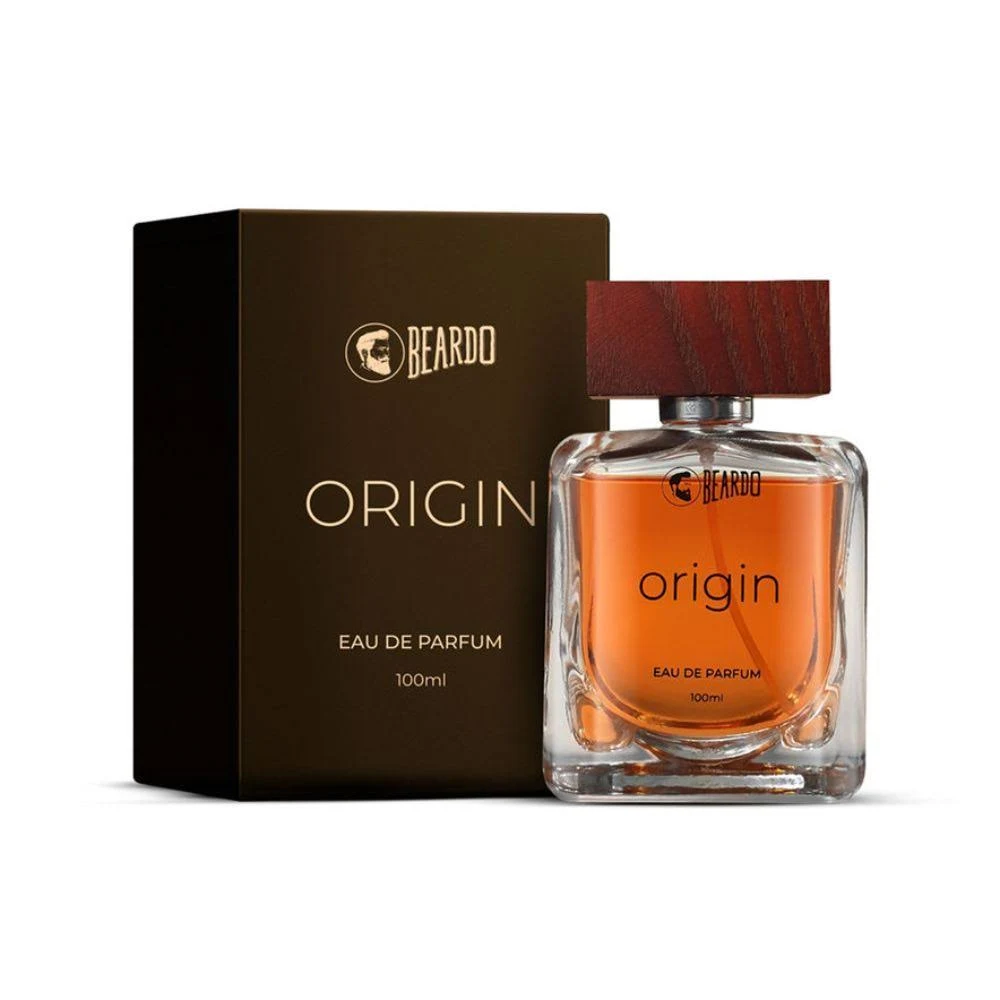 BEARDO
ORIGIN
EAU DE PARFUM
100ml
BEARDO
origin
EAU DE PARFUM
100ml